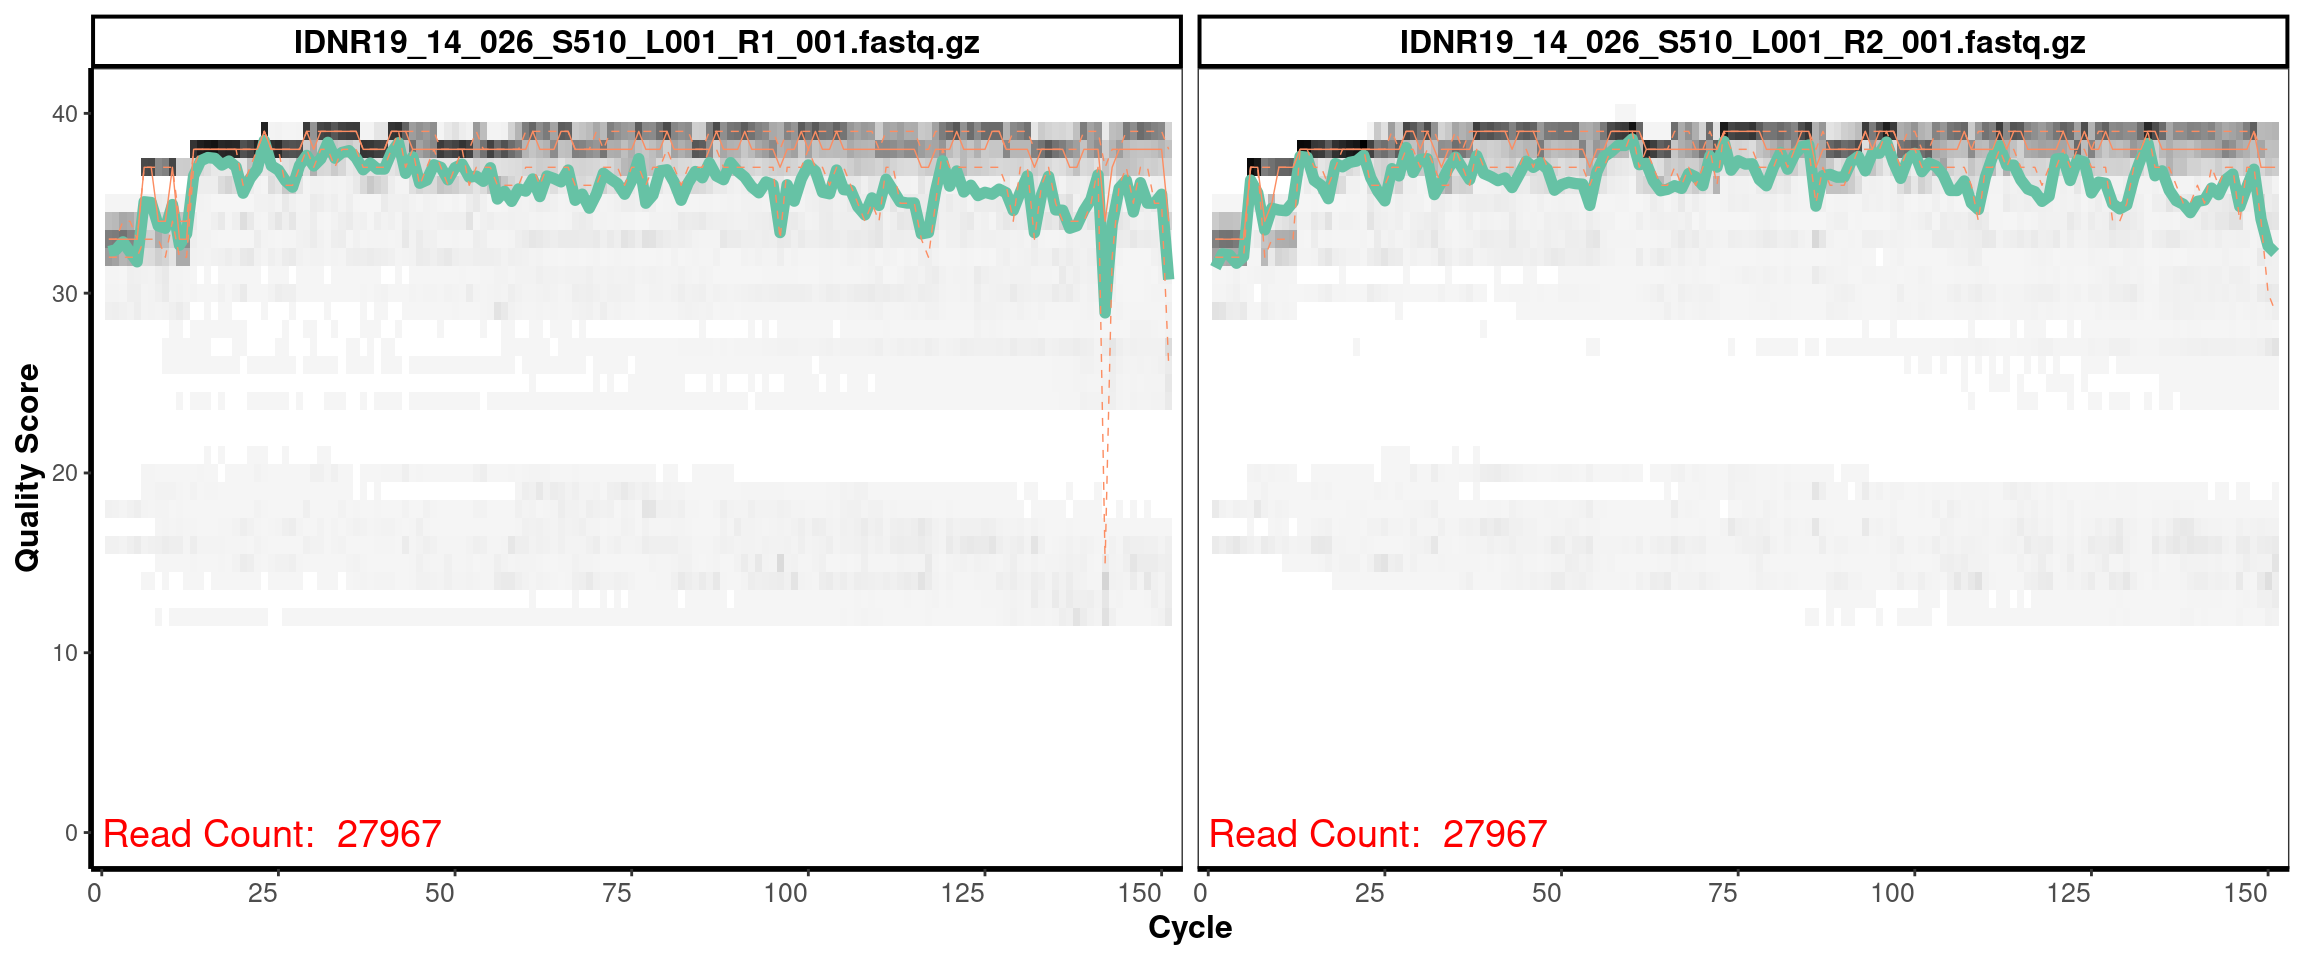 IDNR19_14_026_S510_L001_R1_001.fastq.gz
IDNR19_14_026_S510_L001_R2_001.fastq.gz
Quality Score
40
30
20
10
0
Read Count: 27967
Read Count: 27967
0 25 50 75 100 125 150
0 25 50 75 100 125 150
Cycle